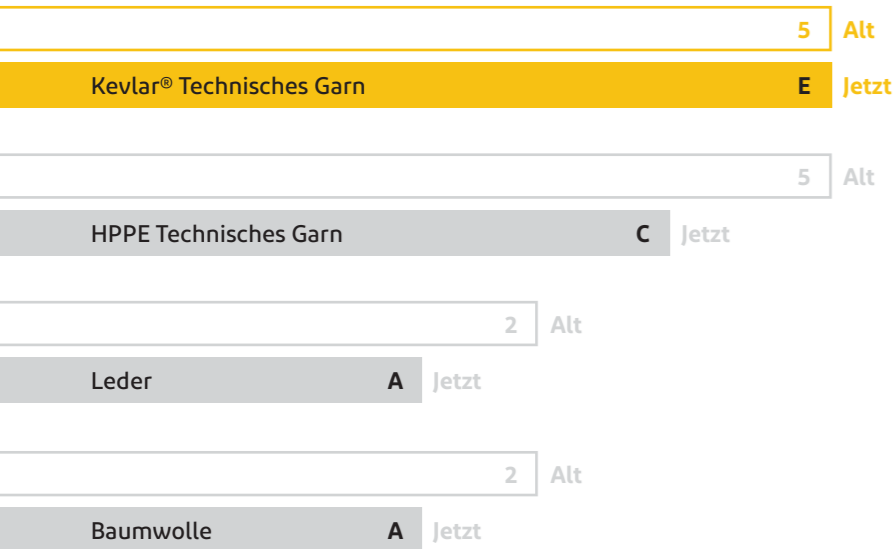 5 Alt
Kevlar® Technisches Garn E Jetzt
5 Alt
HPPE Technisches Garn C Jetzt
2 Alt
Leder A Jetzt
2 Alt
Baumwolle A Jetzt